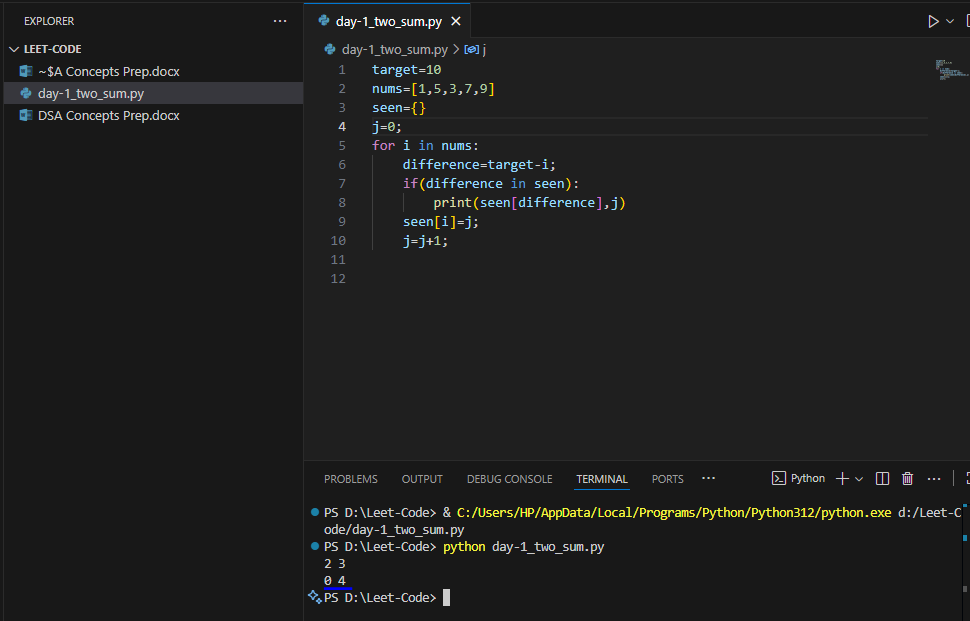 EXPLORER
LEET-CODE
~$A Concepts Prep.docx
day-1_two_sum.py
DSA Concepts Prep.docx
day-1_two_sum.py
day-1_two_sum.py > j
1 target=10
2 nums=[1,5,3,7,9]
3 seen={}
4 j=0;
5 for i in nums:
6 difference=target-i;
7 if(difference in seen):
8 print(seen[difference],j)
9 seen[i]=j;
10 j=j+1;
11
12
PROBLEMS OUTPUT DEBUG CONSOLE TERMINAL PORTS
Python
PS D:\Leet-Code> & C:/Users/HP/AppData/Local/Programs/Python/Python312/python.exe d:/Leet-C
ode/day-1_two_sum.py
PS D:\Leet-Code> python day-1_two_sum.py
2 3
0 4
PS D:\Leet-Code>